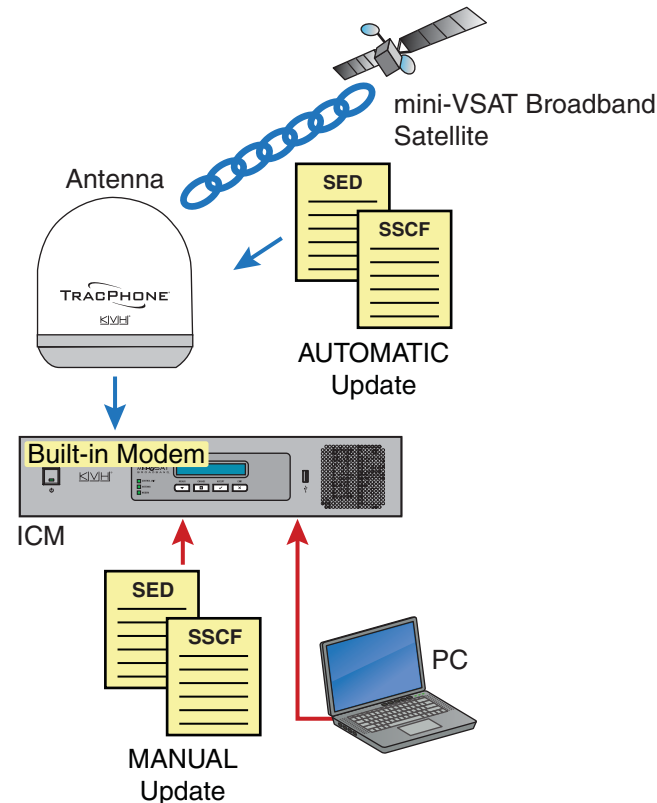 mini-VSAT Broadband
Satellite
Antenna
SED
SSCF
TRACPHONE
KVH
AUTOMATIC
Update
Built-in Modem
KVH
ICM
SED
SSCF
PC
MANUAL
Update